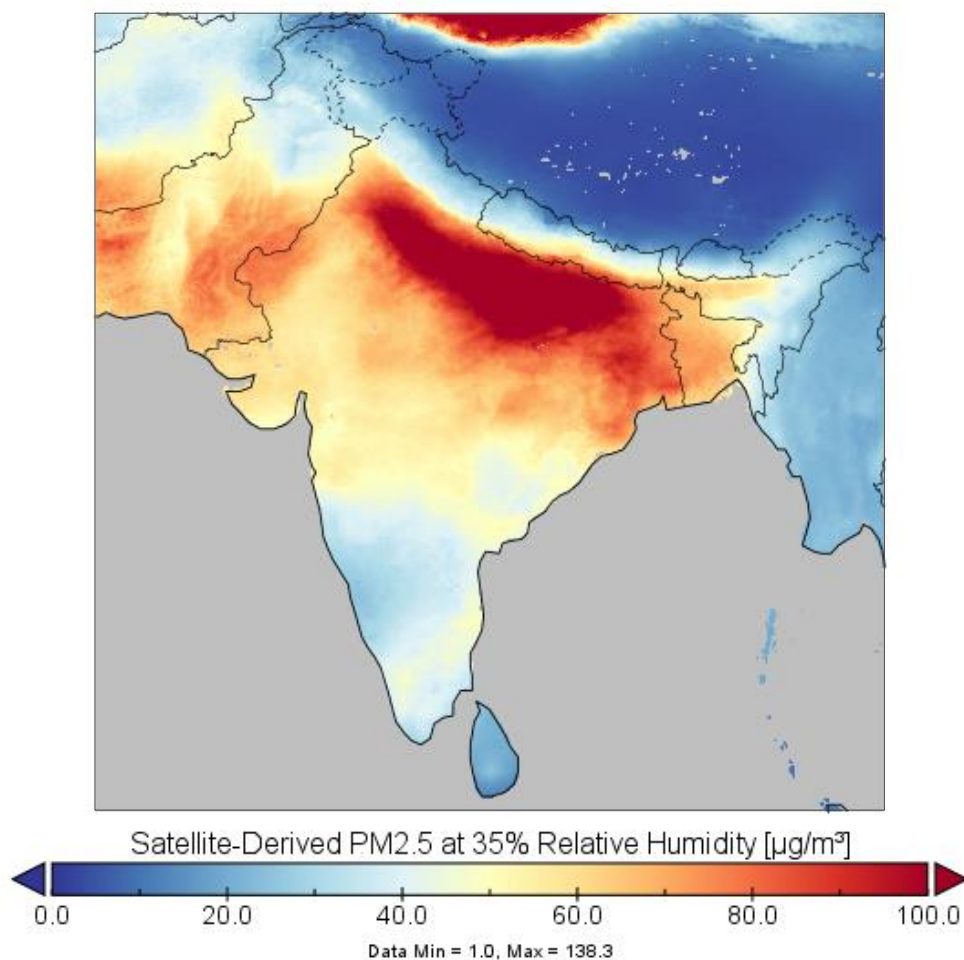 Satellite-Derived PM2.5 at 35% Relative Humidity [µg/m³]
0.0 20.0 40.0 60.0 80.0 100.0
Data Min = 1.0, Max = 138.3